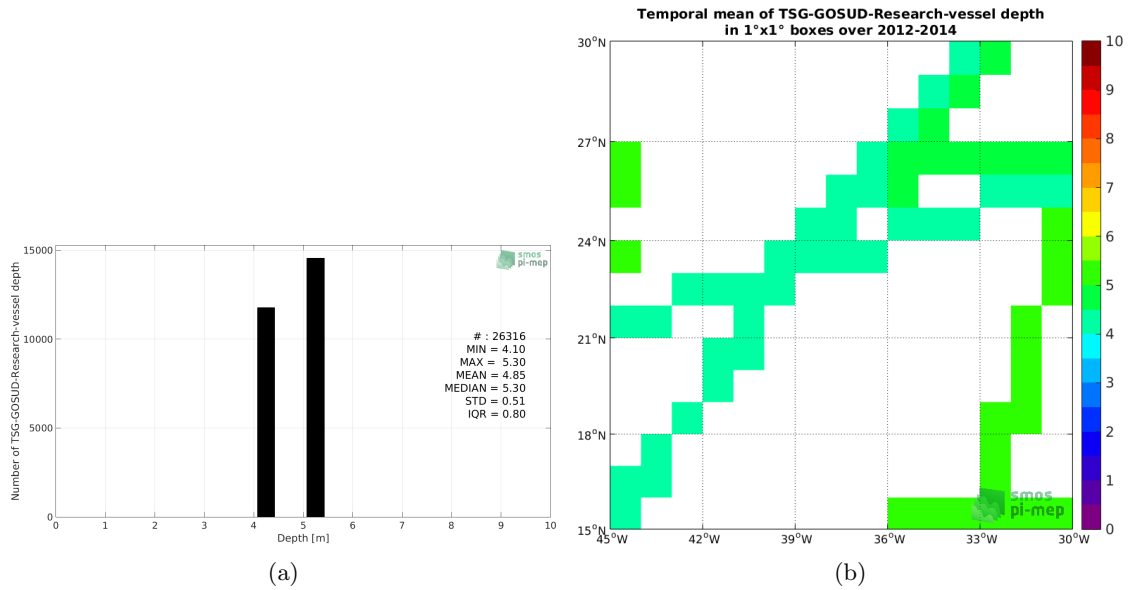 15000
10000
5000
0
0 1 2 3 4 5 6 7 8 9 10
Depth [m]
Number of TSG-GOSUD-Research-vessel depth
smos
pi-mep
# : 26316
MIN = 4.10
MAX = 5.30
MEAN = 4.85
MEDIAN = 5.30
STD = 0.51
IQR = 0.80
(a)
Temporal mean of TSG-GOSUD-Research-vessel depth
in 1°x1° boxes over 2012-2014
30°N
27°N
24°N
21°N
18°N
15°N
45°W 42°W 39°W 36°W 33°W 30°W
smos
pi-mep
10
9
8
7
6
5
4
3
2
1
0
(b)